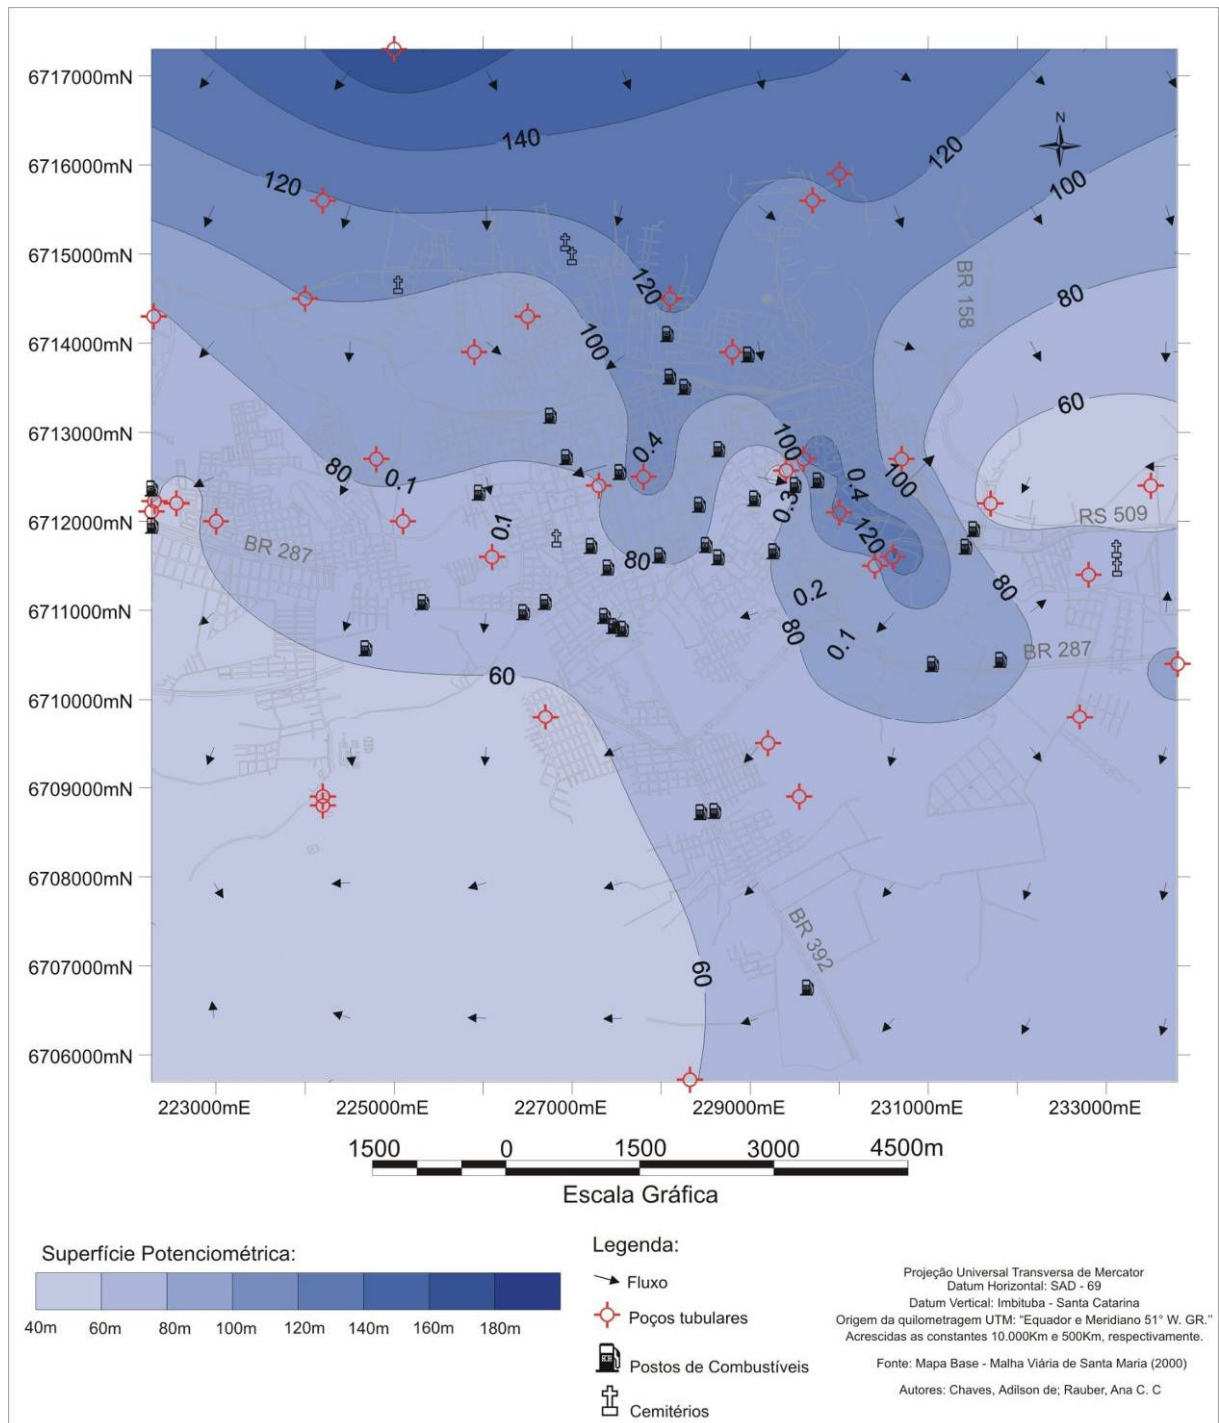 6717000mN
N
140
120
120
6716000mN
100
6715000mN
120
BR 158
80
6714000mN
100
60
6713000mN
0.4
100
80
0.1
0.4
100
0.3
6712000mN
0.1
RS 509
BR 287
120
80
80
0.2
6711000mN
80
0.1
BR 287
60
6710000mN
6709000mN
6708000mN
BR 392
6707000mN
60
6706000mN
223000mE 225000mE 227000mE 229000mE 231000mE 233000mE
1500 0 1500 3000 4500m
Escala Gráfica
Superfície Potenciométrica:
40m 60m 80m 100m 120m 140m 160m 180m
Legenda:
Fluxo
Poços tubulares
Postos de Combustíveis
Cemitérios
Projeção Universal Transversa de Mercator
Datum Horizontal: SAD - 69
Datum Vertical: Imbituba - Santa Catarina
Origem da quilometragem UTM: "Equador e Meridiano 51° W. GR."
Acrescidas as constantes 10.000Km e 500Km, respectivamente.
Fonte: Mapa Base - Malha Viária de Santa Maria (2000)
Autores: Chaves, Adilson de; Rauber, Ana C. C